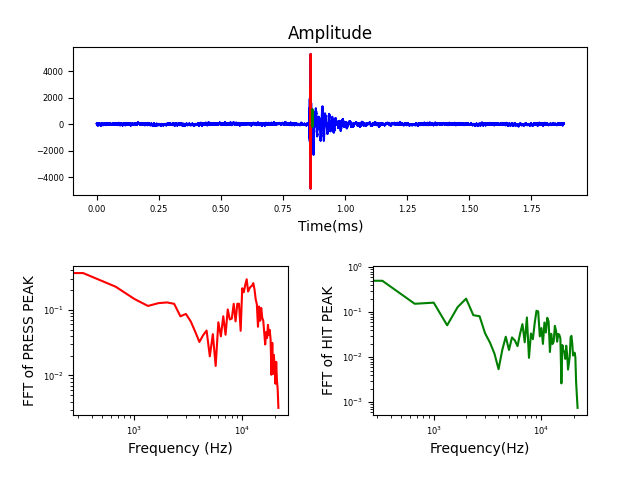 Amplitude
4000
2000
0
−2000
−4000
0.00 0.25 0.50 0.75 1.00 1.25 1.50 1.75
Time(ms)
FFT of PRESS PEAK
10⁻¹
10⁻²
10³ 10⁴
Frequency (Hz)
FFT of HIT PEAK
10⁰
10⁻¹
10⁻²
10⁻³
10³ 10⁴
Frequency(Hz)